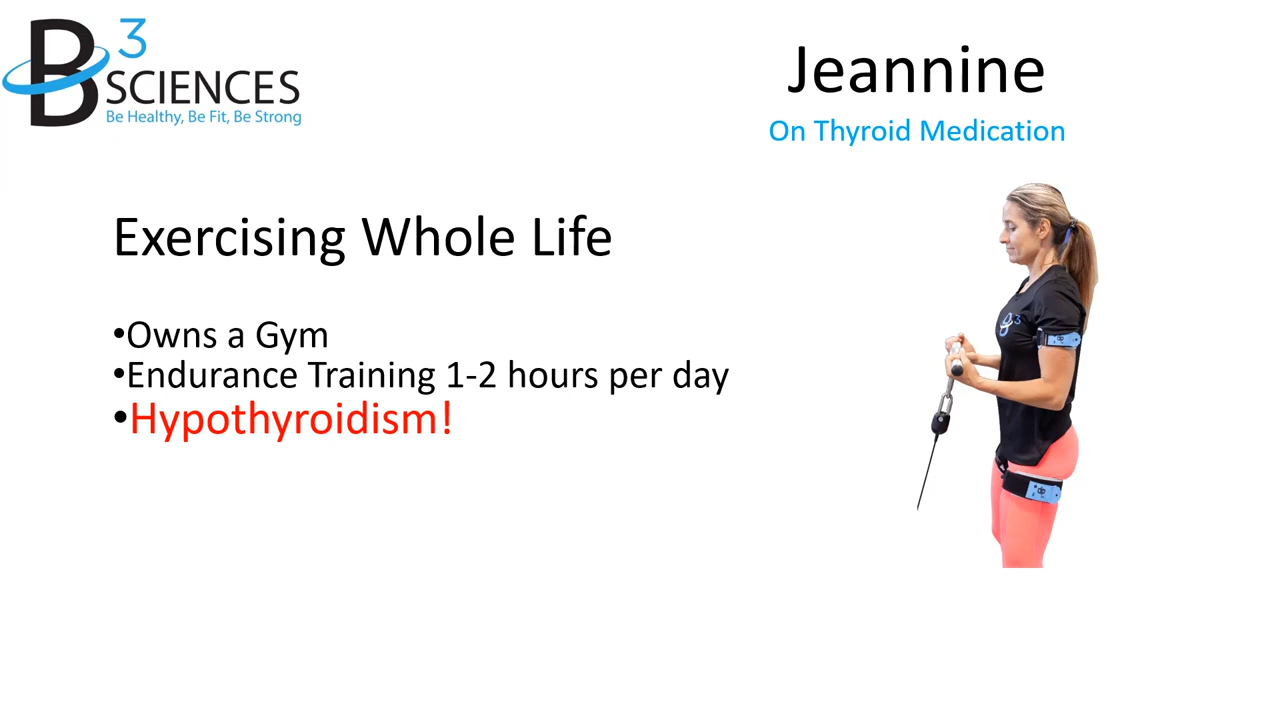 B3 SCIENCES
Be Healthy, Be Fit, Be Strong
Jeannine
On Thyroid Medication
Exercising Whole Life
•Owns a Gym
•Endurance Training 1-2 hours per day
•Hypothyroidism!